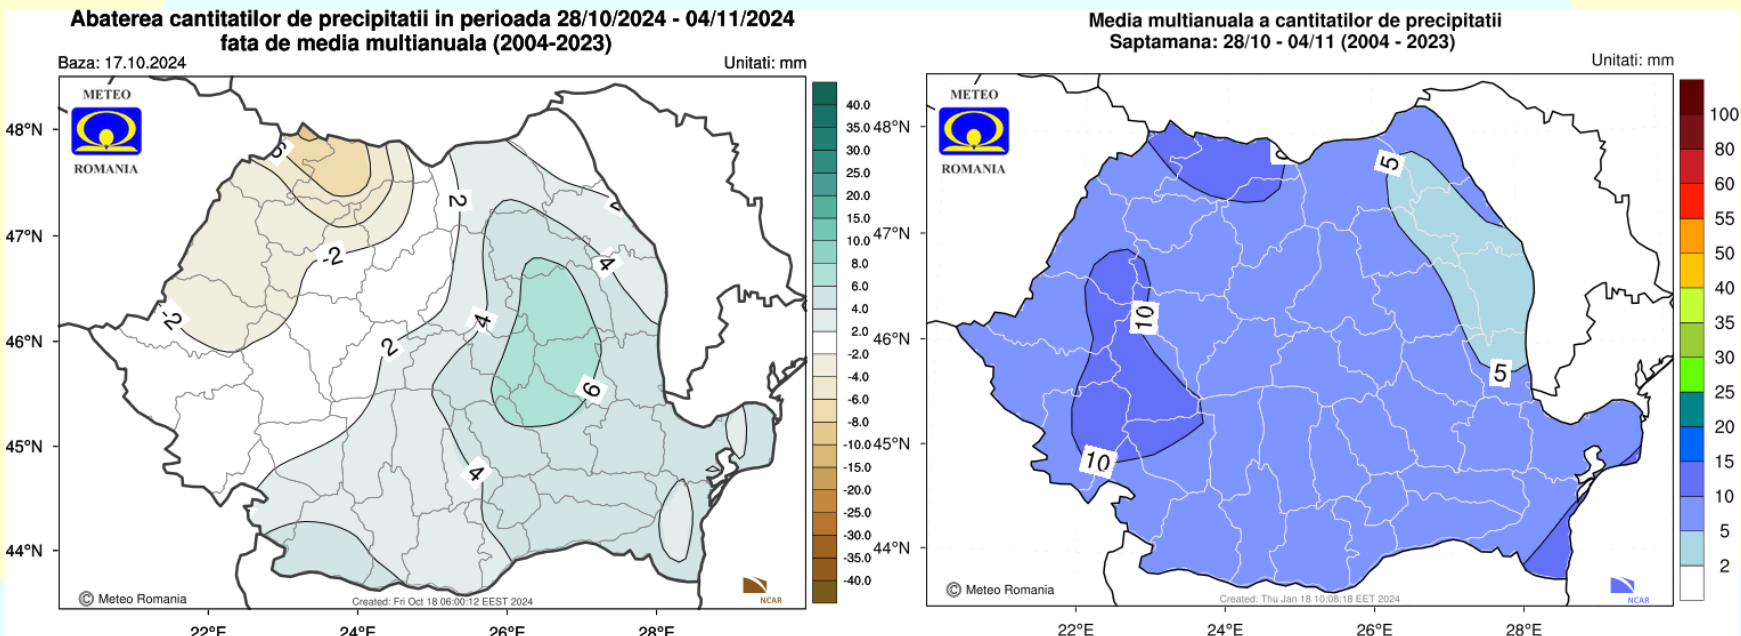 Abaterea cantitatilor de precipitatii in perioada 28/10/2024 - 04/11/2024
fata de media multianuala (2004-2023)
Baza: 17.10.2024
Unitati: mm
METEO
ROMANIA
48°N
47°N
46°N
45°N
44°N
22°E
24°E
26°E
28°E
-2
-2
2
2
4
4
4
6
40.0
35.0
30.0
25.0
20.0
15.0
10.0
8.0
6.0
4.0
2.0
-2.0
-4.0
-6.0
-8.0
-10.0
-15.0
-20.0
-25.0
-30.0
-35.0
-40.0
© Meteo Romania
Created: Fri Oct 18 06:00:12 EEST 2024
NCAR
Media multianuala a cantitatilor de precipitatii
Saptamana: 28/10 - 04/11 (2004 - 2023)
Unitati: mm
METEO
ROMANIA
48°N
47°N
46°N
45°N
44°N
22°E
24°E
26°E
28°E
5
10
5
10
100
80
60
55
50
40
35
30
25
20
15
10
5
2
© Meteo Romania
Created: Thu Jan 18 10:08:18 EET 2024
NCAR